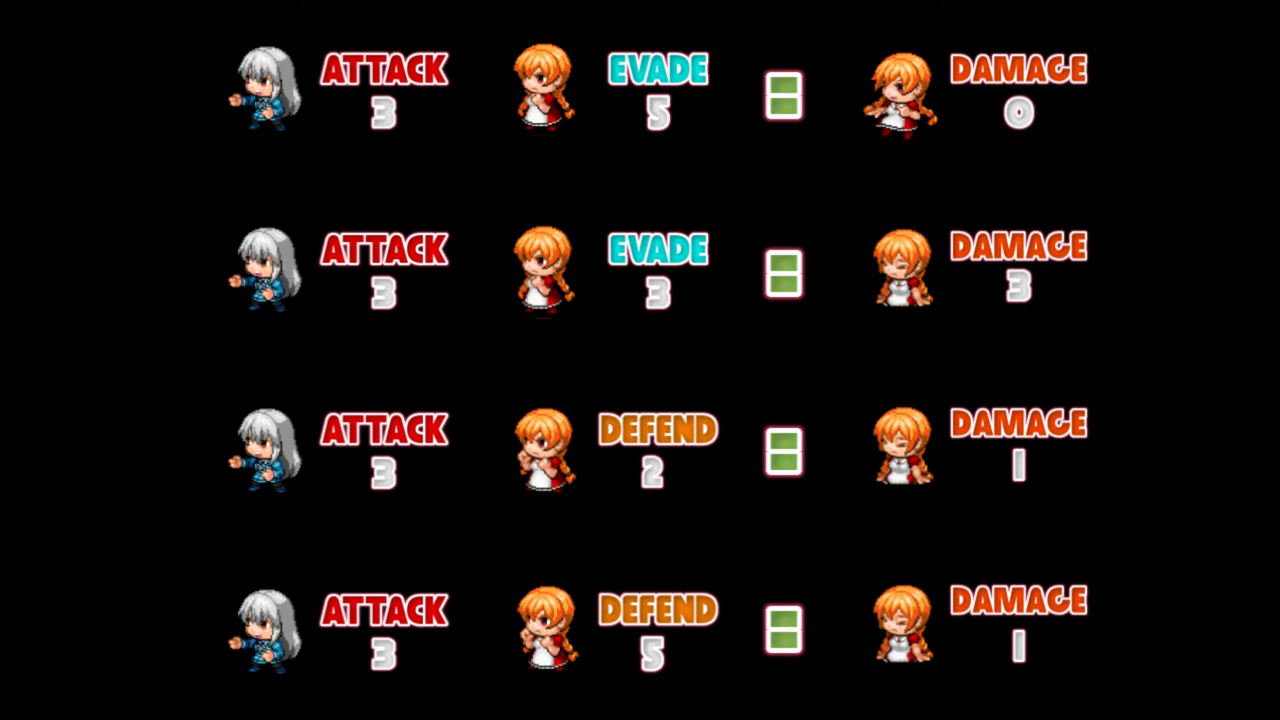 ATTACK EVADE DAMAGE
3 5 0
ATTACK EVADE DAMAGE
3 3 3
ATTACK DEFEND DAMAGE
3 2 1
ATTACK DEFEND DAMAGE
3 5 1